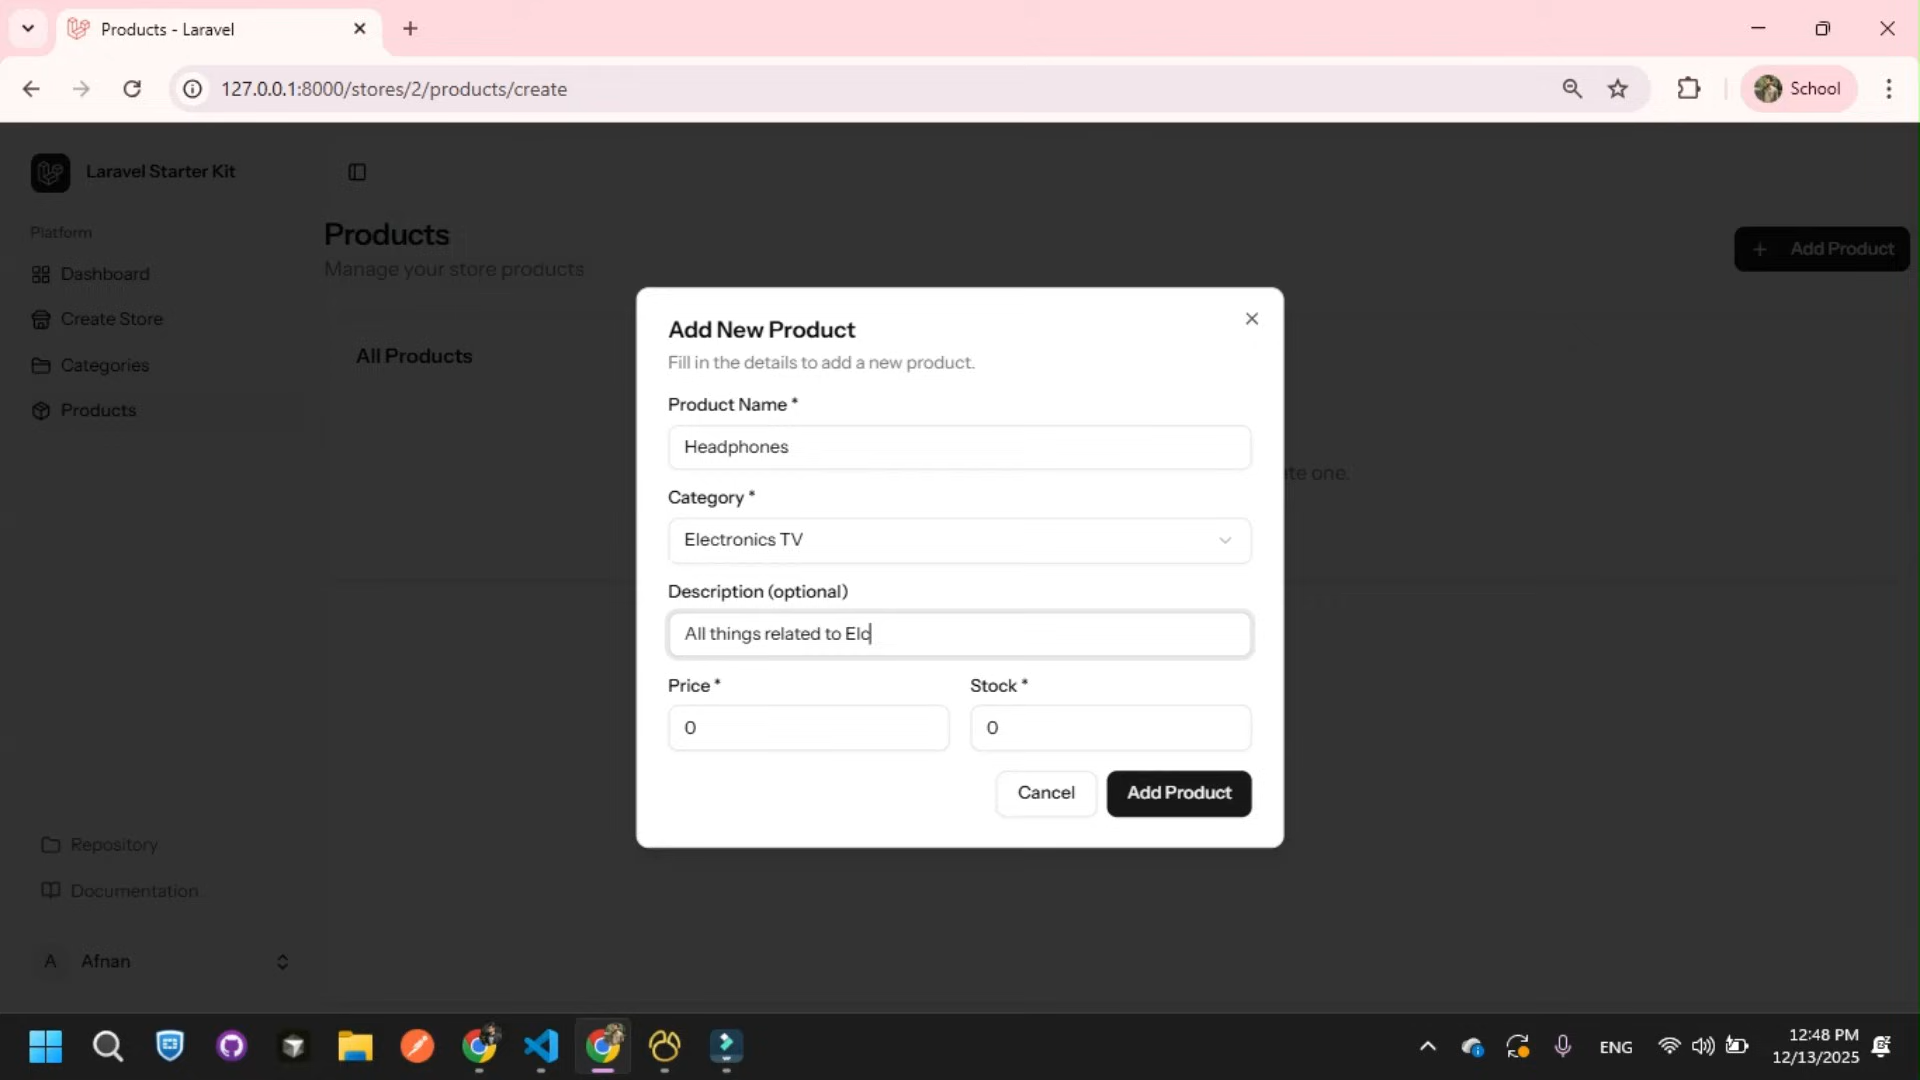 Products - Laravel
127.0.0.1:8000/stores/2/products/create
School
Laravel Starter Kit
Platform
Dashboard
Create Store
Categories
Products
Products
Manage your store products
Add Product
All Products
te one.
Add New Product
Fill in the details to add a new product.
Product Name *
Headphones
Category *
Electronics TV
Description (optional)
All things related to Elc
Price *
Stock *
0
0
Cancel
Add Product
Repository
Documentation
A
Afnan
ENG
12:48 PM
12/13/2025